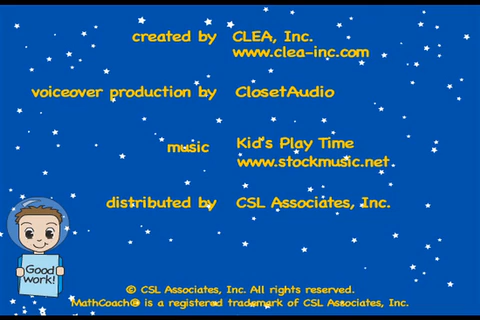 created by CLEA, Inc.
www.clea-inc.com
voiceover production by ClosetAudio
music Kid's Play Time
www.stockmusic.net
distributed by CSL Associates, Inc.
Good
work!
© CSL Associates, Inc. All rights reserved.
MathCoach® is a registered trademark of CSL Associates, Inc.